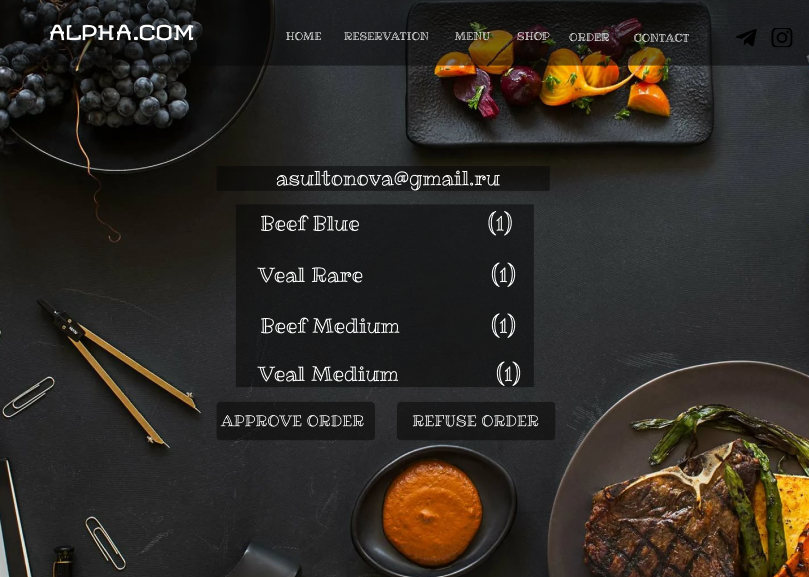 ALPHA.COM
HOME RESERVATION MENU SHOP ORDER CONTACT
asultonova@gmail.ru
Beef Blue (1)
Veal Rare (1)
Beef Medium (1)
Veal Medium (1)
APPROVE ORDER REFUSE ORDER